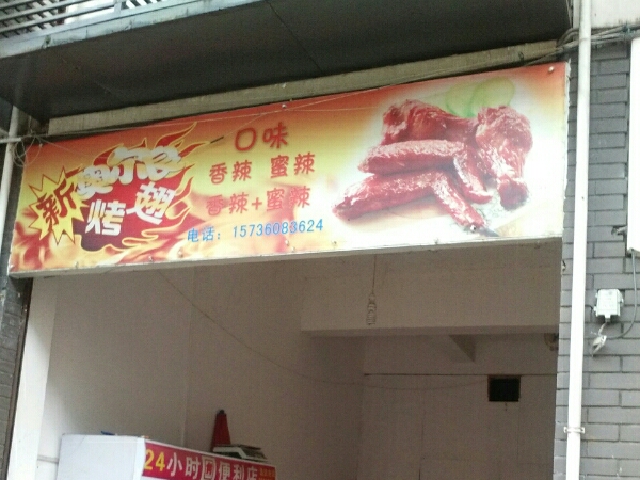 新奥尔良
烤翅
口味
香辣 蜜辣
香辣+蜜辣
电话：15736083624
24小时 便利店